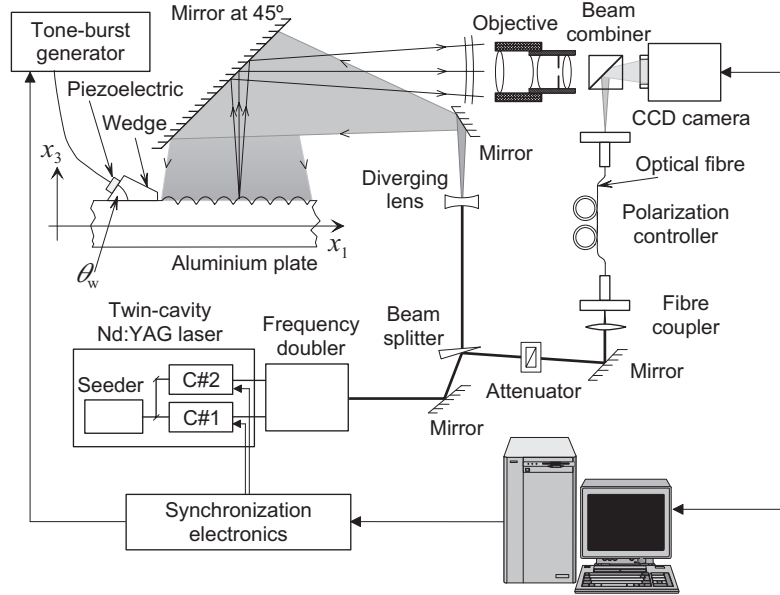 Tone-burst
generator
Mirror at 45º
Objective
Beam
combiner
CCD camera
Piezoelectric
Wedge
x3
θw
x1
Aluminium plate
Mirror
Diverging
lens
Optical fibre
Polarization
controller
Fibre
coupler
Mirror
Attenuator
Beam
splitter
Mirror
Twin-cavity
Nd:YAG laser
Seeder
C#2
C#1
Frequency
doubler
Synchronization
electronics